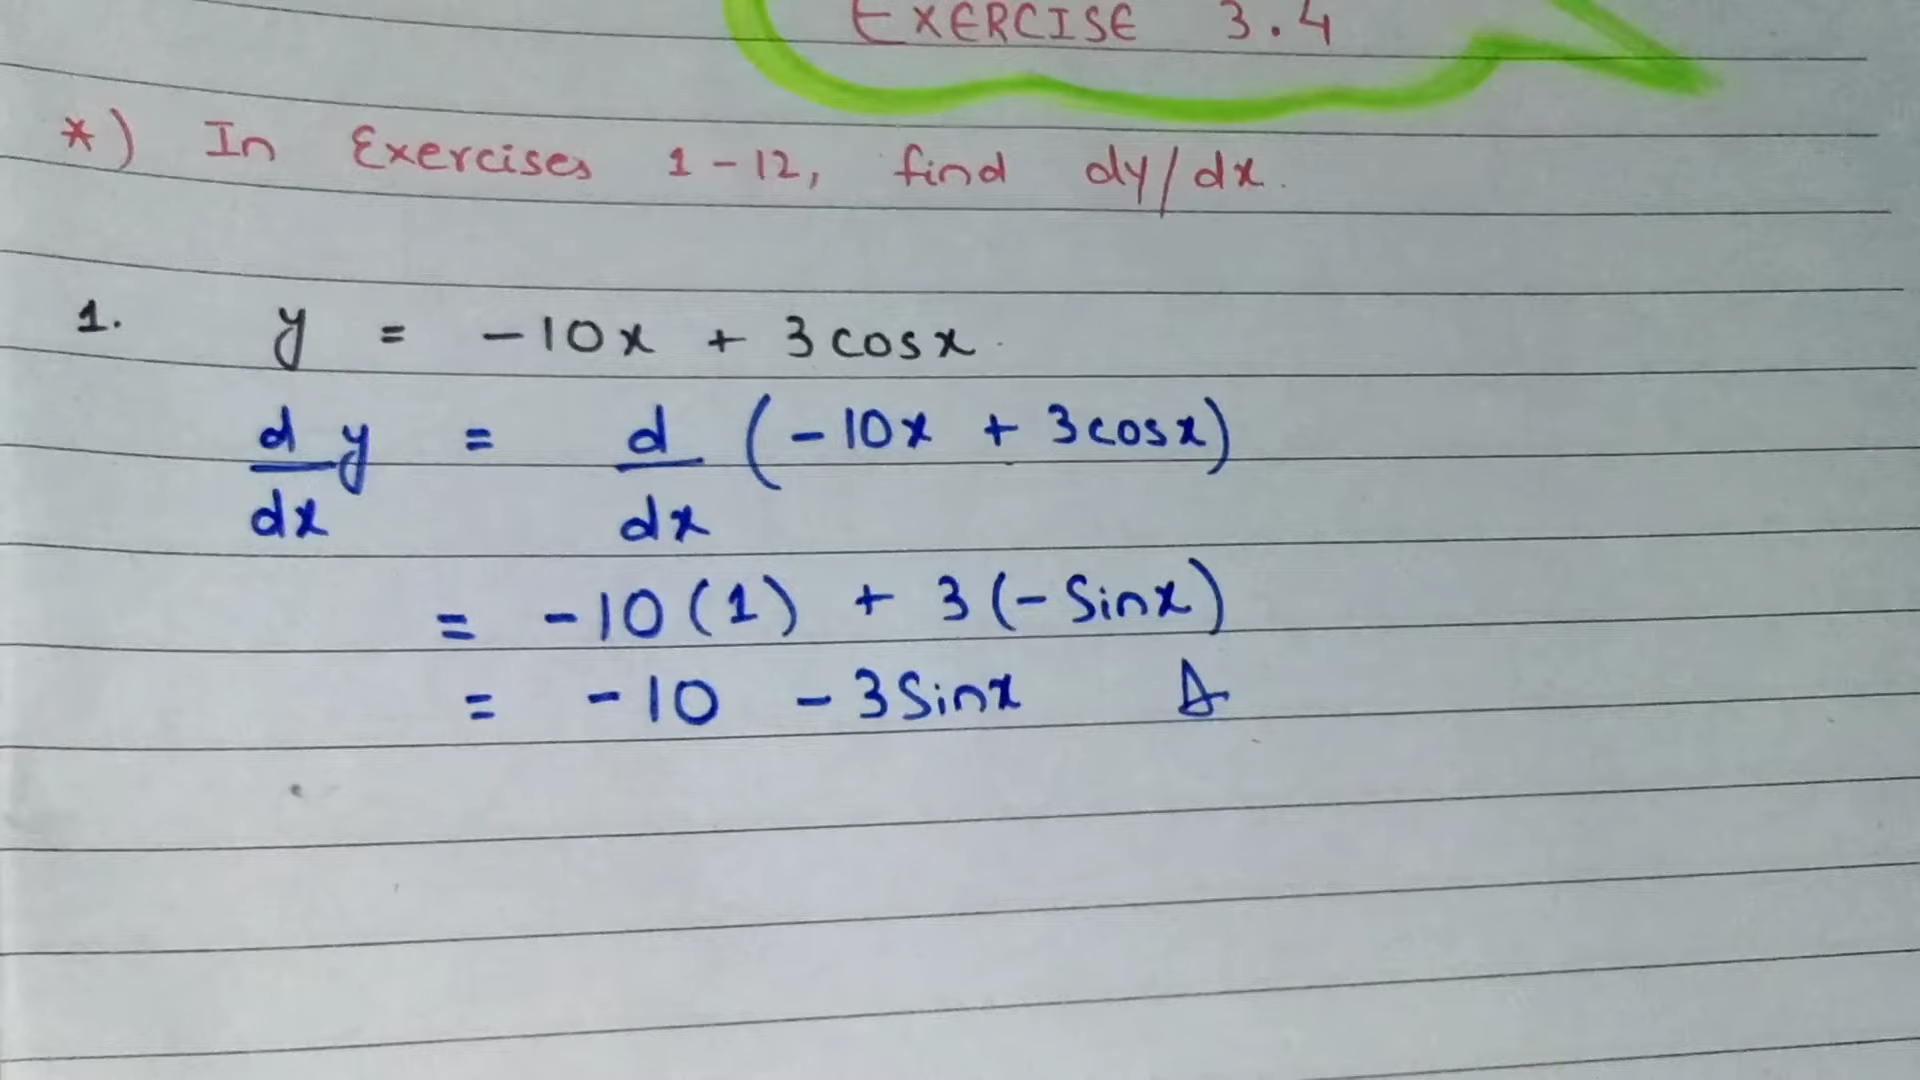 EXERCISE 3.4
*) In Exercises 1-12, find dy/dx.
1. y = -10x + 3cosx.
d/dx y = d/dx (-10x + 3cosx)
= -10(1) + 3(-Sinx)
= -10 - 3Sinx